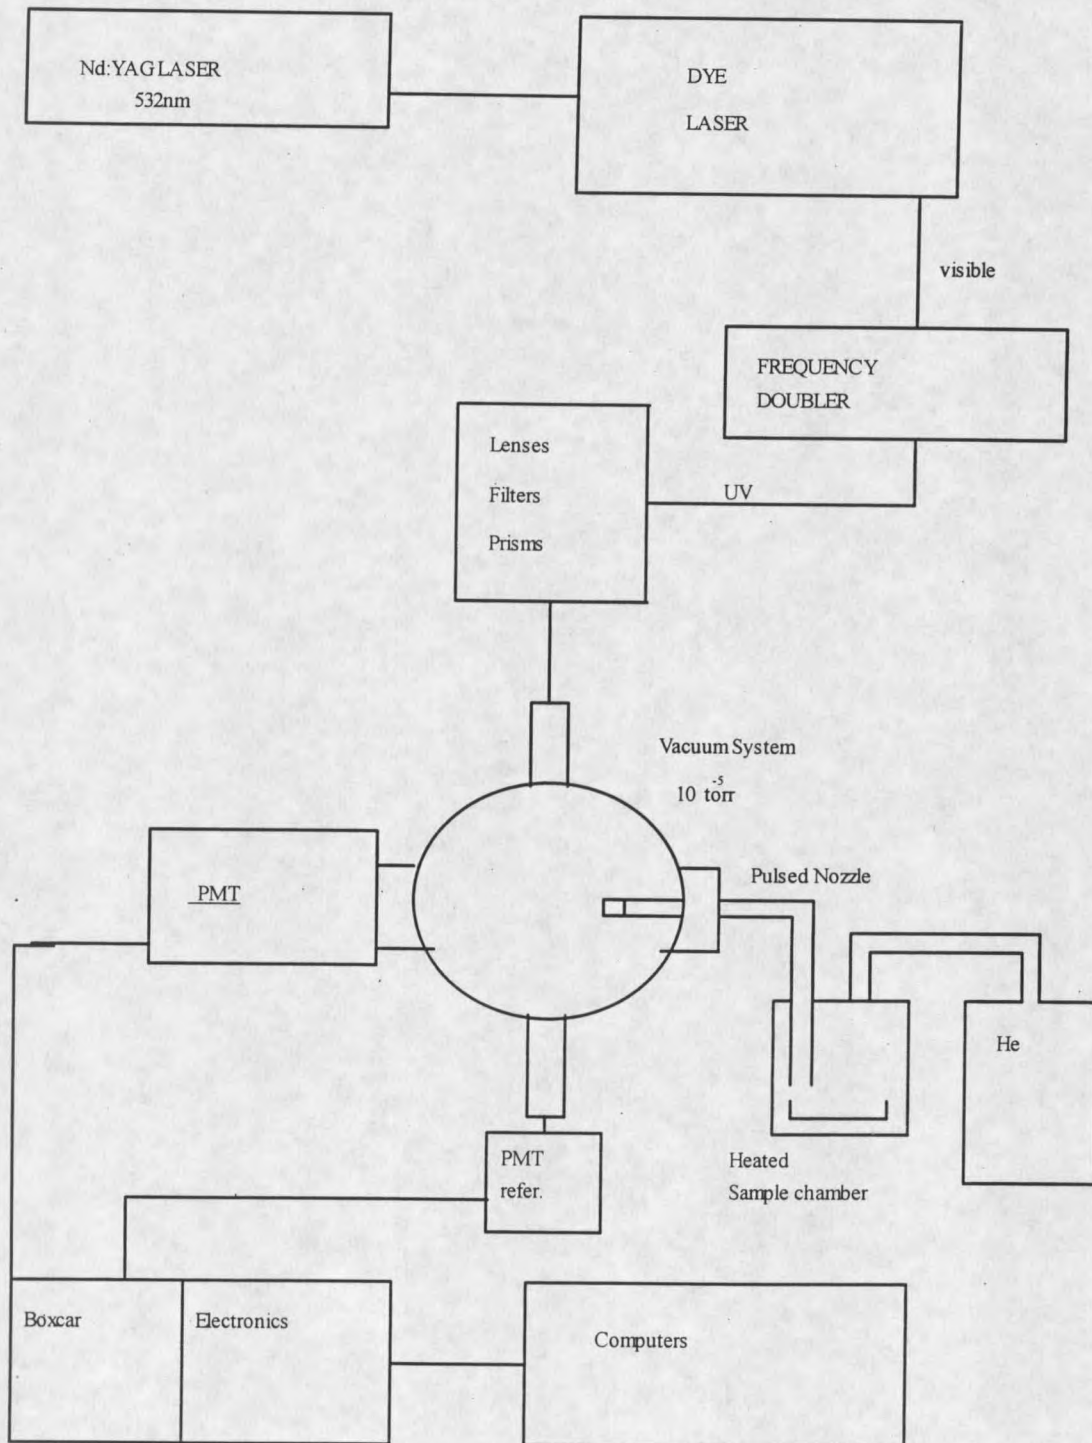 Nd:YAG LASER
532nm
DYE
LASER
visible
FREQUENCY
DOUBLER
Lenses
Filters
Prisms
UV
Vacuum System
10 -5 torr
PMT
Pulsed Nozzle
He
PMT
refer.
Heated
Sample chamber
Boxcar
Electronics
Computers